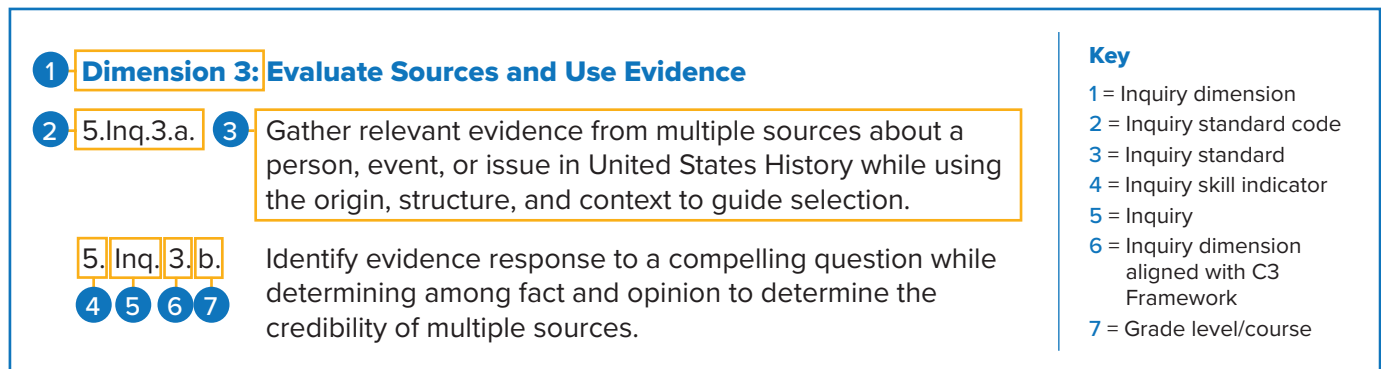 1 Dimension 3: Evaluate Sources and Use Evidence
2 5.Inq.3.a. 3 Gather relevant evidence from multiple sources about a
person, event, or issue in United States History while using
the origin, structure, and context to guide selection.
5. Inq. 3. b. Identify evidence response to a compelling question while
4 5 6 7 determining among fact and opinion to determine the
credibility of multiple sources.
Key
1 = Inquiry dimension
2 = Inquiry standard code
3 = Inquiry standard
4 = Inquiry skill indicator
5 = Inquiry
6 = Inquiry dimension
aligned with C3
Framework
7 = Grade level/course